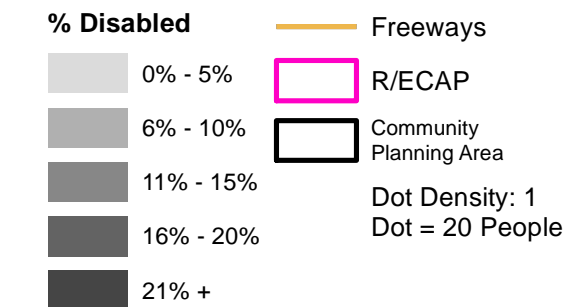 % Disabled
0% - 5%
6% - 10%
11% - 15%
16% - 20%
21% +
Freeways
R/ECAP
Community
Planning Area
Dot Density: 1
Dot = 20 People